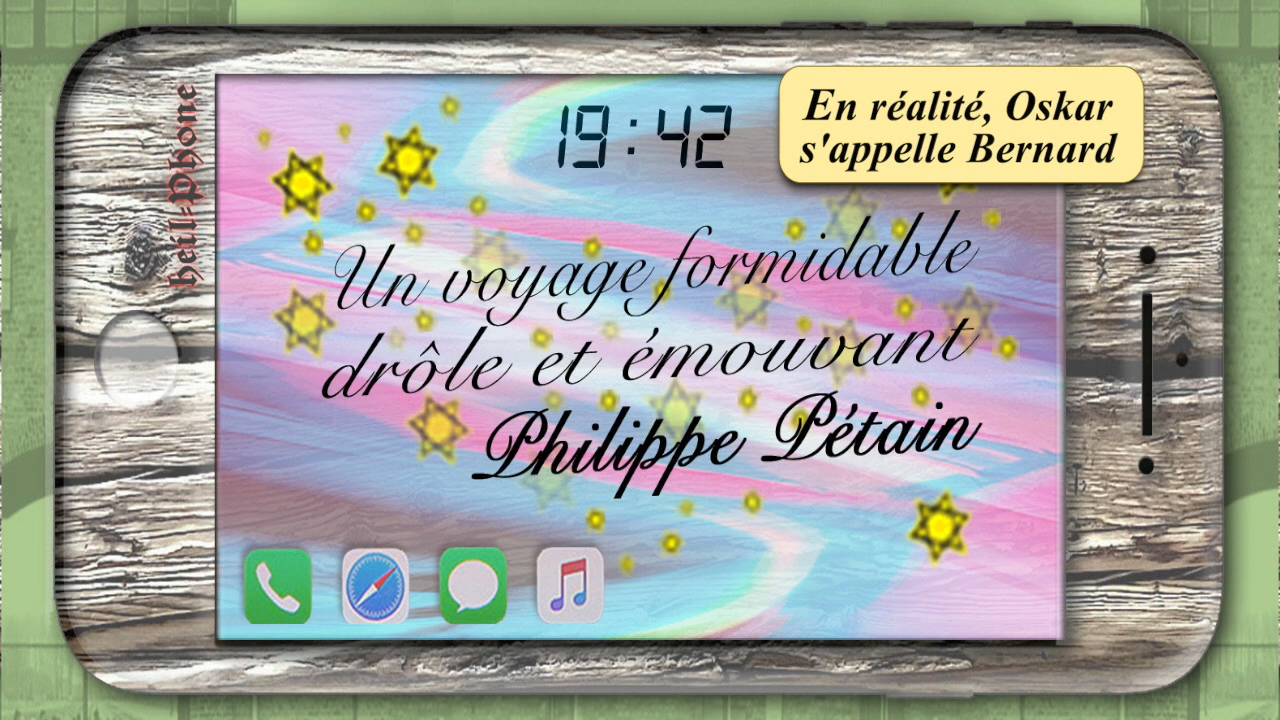 heil-Phone
19:42
En réalité, Oskar
s'appelle Bernard
Un voyage formidable
drôle et émouvant
Philippe Pétain